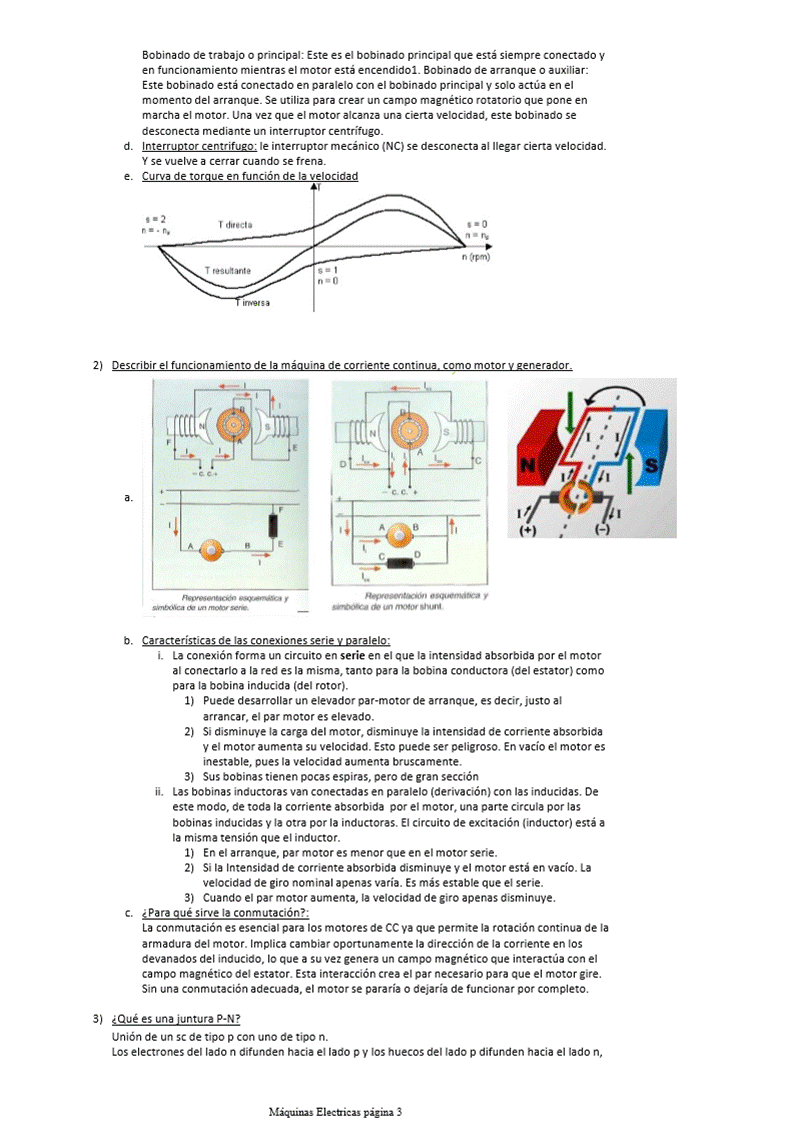 Bobinado de trabajo o principal: Este es el bobinado principal que está siempre conectado y
en funcionamiento mientras el motor está encendido1. Bobinado de arranque o auxiliar:
Este bobinado está conectado en paralelo con el bobinado principal y solo actúa en el
momento del arranque. Se utiliza para crear un campo magnético rotatorio que pone en
marcha el motor. Una vez que el motor alcanza una cierta velocidad, este bobinado se
desconecta mediante un interruptor centrífugo.
d. Interruptor centrifugo: le interruptor mecánico (NC) se desconecta al llegar cierta velocidad.
Y se vuelve a cerrar cuando se frena.
e. Curva de torque en función de la velocidad
T
s = 2
n = - ns
T directa
s = 0
n = ns
n (rpm)
T resultante
s = 1
n = 0
T inversa
2) Describir el funcionamiento de la máquina de corriente continua, como motor y generador.
a.
I
I
B
I
N
S
F
A
E
I
I
– c.c. +
+
–
F
I
A
B
E
I
Representación esquemática y
simbólica de un motor serie.
Iex
B
N
S
A
D
C
Iex
Ii
I
Iex
– c.c. +
+
–
I
A
B
I
Ii
C
D
Iex
Representación esquemática y
simbólica de un motor shunt.
N
S
I
I
I
I
I
I
(+)
(–)
b. Características de las conexiones serie y paralelo:
i. La conexión forma un circuito en serie en el que la intensidad absorbida por el motor
al conectarlo a la red es la misma, tanto para la bobina conductora (del estator) como
para la bobina inducida (del rotor).
1) Puede desarrollar un elevador par-motor de arranque, es decir, justo al
arrancar, el par motor es elevado.
2) Si disminuye la carga del motor, disminuye la intensidad de corriente absorbida
y el motor aumenta su velocidad. Esto puede ser peligroso. En vacío el motor es
inestable, pues la velocidad aumenta bruscamente.
3) Sus bobinas tienen pocas espiras, pero de gran sección
ii. Las bobinas inductoras van conectadas en paralelo (derivación) con las inducidas. De
este modo, de toda la corriente absorbida por el motor, una parte circula por las
bobinas inducidas y la otra por la inductoras. El circuito de excitación (inductor) está a
la misma tensión que el inductor.
1) En el arranque, par motor es menor que en el motor serie.
2) Si la Intensidad de corriente absorbida disminuye y el motor está en vacío. La
velocidad de giro nominal apenas varía. Es más estable que el serie.
3) Cuando el par motor aumenta, la velocidad de giro apenas disminuye.
c. ¿Para qué sirve la conmutación?:
La conmutación es esencial para los motores de CC ya que permite la rotación continua de la
armadura del motor. Implica cambiar oportunamente la dirección de la corriente en los
devanados del inducido, lo que a su vez genera un campo magnético que interactúa con el
campo magnético del estator. Esta interacción crea el par necesario para que el motor gire.
Sin una conmutación adecuada, el motor se pararía o dejaría de funcionar por completo.
3) ¿Qué es una juntura P-N?
Unión de un sc de tipo p con uno de tipo n.
Los electrones del lado n difunden hacia el lado p y los huecos del lado p difunden hacia el lado n,
Máquinas Electricas página 3